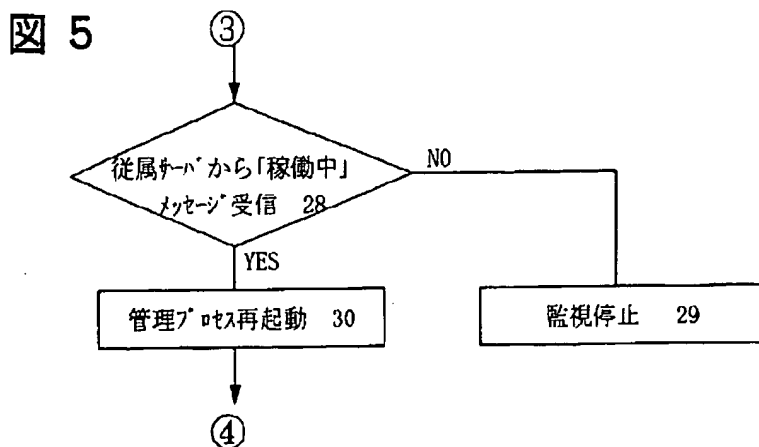 図 5
③
従属サーバから「稼働中」
メッセージ受信 28
NO
YES
管理プロセス再起動 30
監視停止 29
④